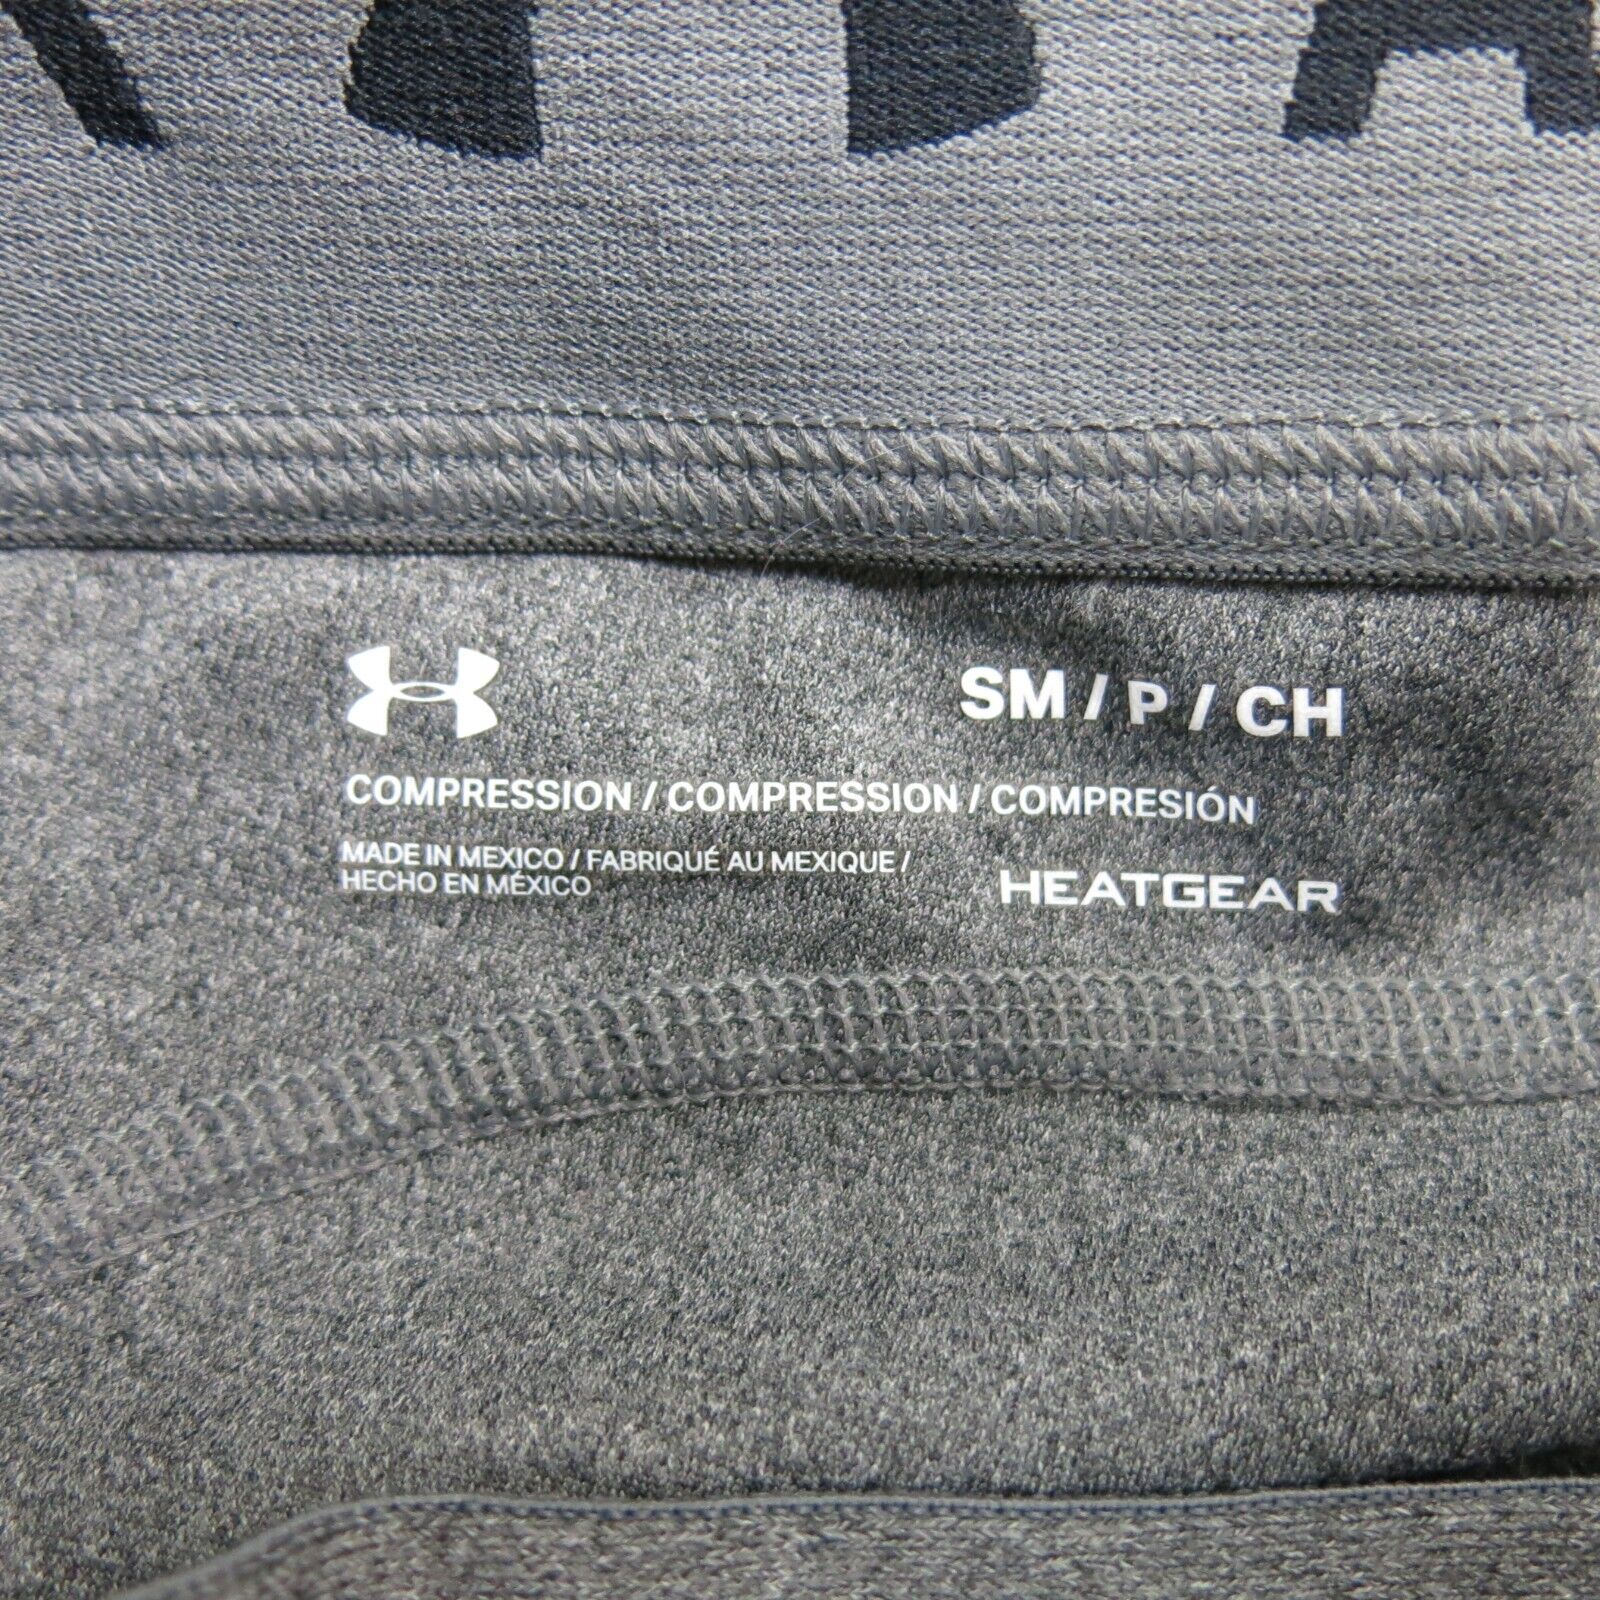 SM / P / CH
COMPRESSION / COMPRESSION / COMPRESIÓN
MADE IN MEXICO / FABRIQUÉ AU MEXIQUE /
HECHO EN MÉXICO
HEATGEAR